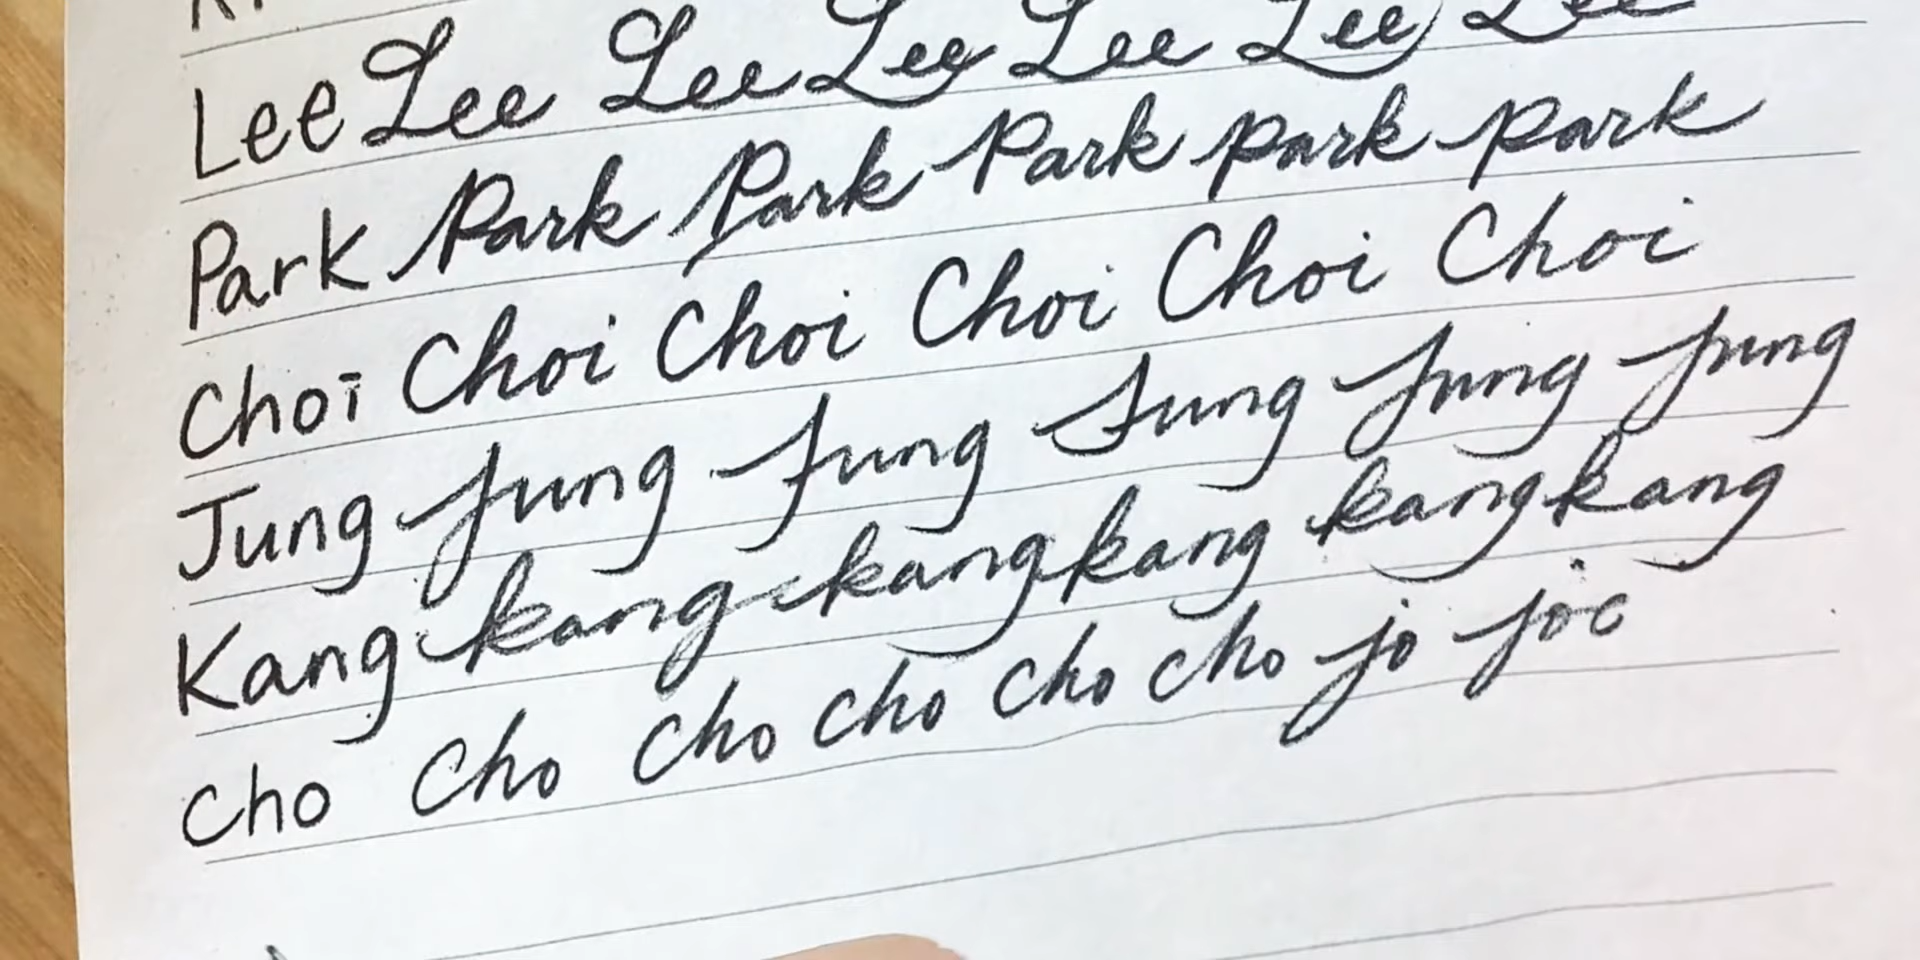 Lee Lee Lee Lee Lee Lee Lee
Park Park Park Park park park
Choi Choi Choi Choi Choi Choi
Jung Jung Jung Jung Jung Jung
Kang kang kang kang kang kang
Cho Cho Cho cho cho cho jo joo